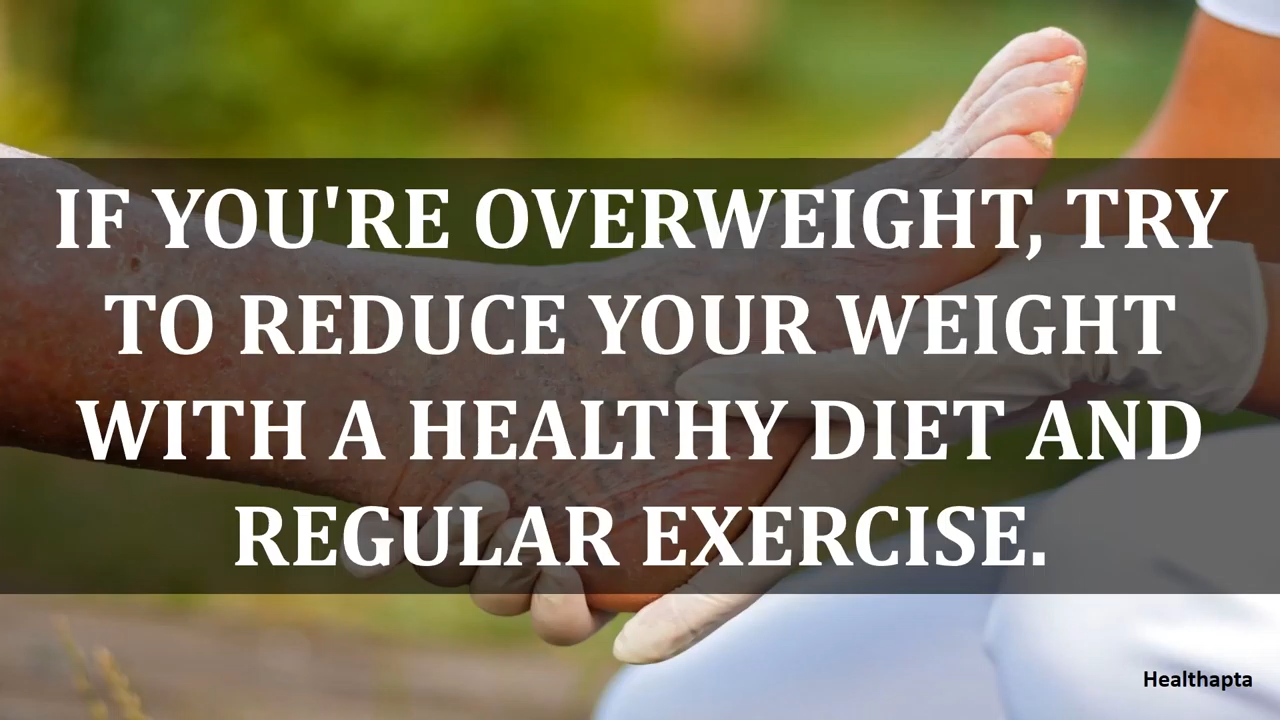 IF YOU'RE OVERWEIGHT, TRY
TO REDUCE YOUR WEIGHT
WITH A HEALTHY DIET AND
REGULAR EXERCISE.
Healthapta